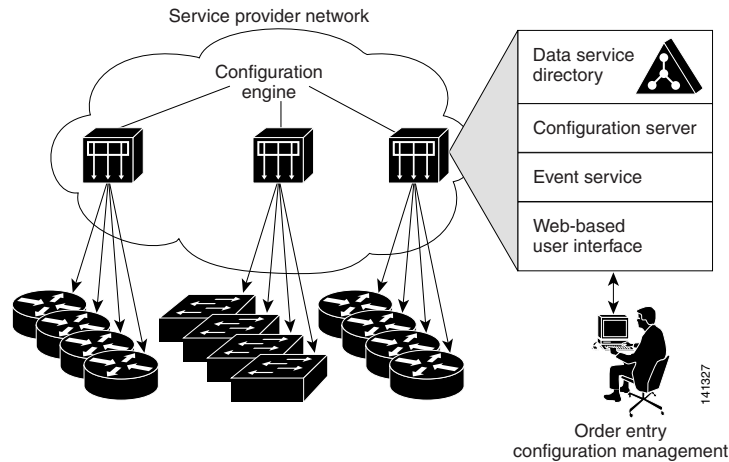 Service provider network
Configuration
engine
Data service
directory
Configuration server
Event service
Web-based
user interface
141327
Order entry
configuration management